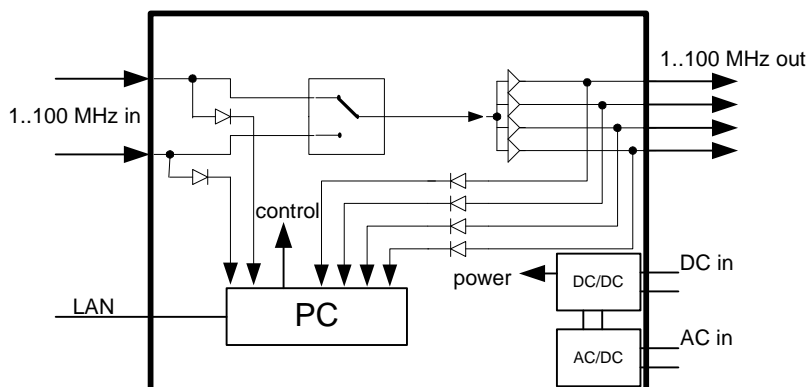 1..100 MHz out
1..100 MHz in
control
DC in
power
DC/DC
LAN
PC
AC in
AC/DC